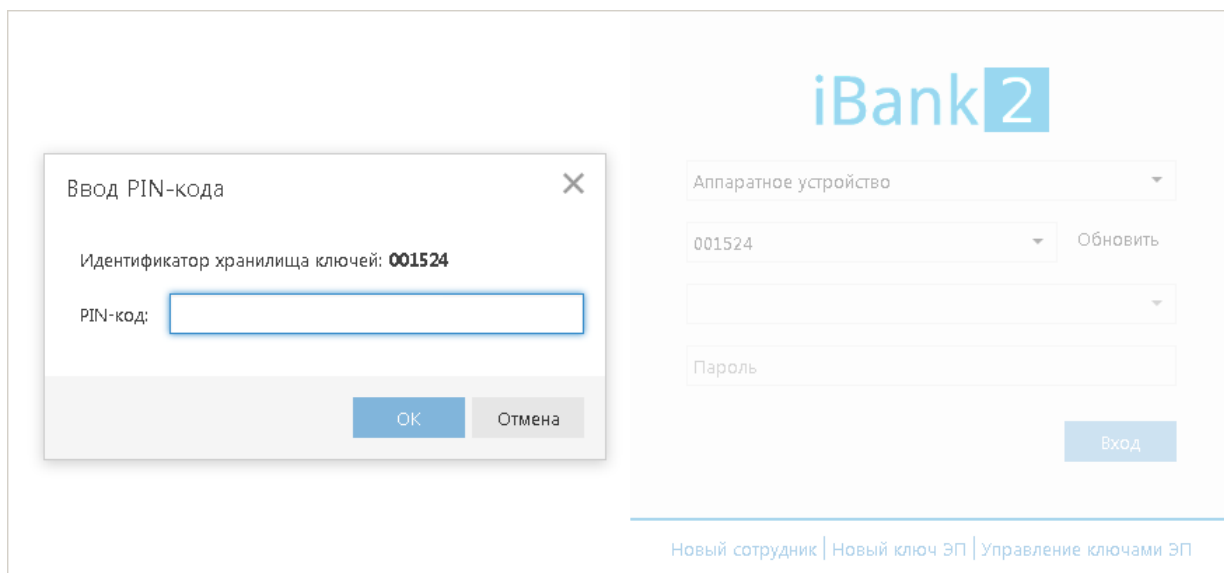 iBank 2
Ввод PIN-кода
Идентификатор хранилища ключей: 001524
PIN-код:
ОК
Отмена
Аппаратное устройство
001524
Обновить
Пароль
Вход
Новый сотрудник | Новый ключ ЭП | Управление ключами ЭП